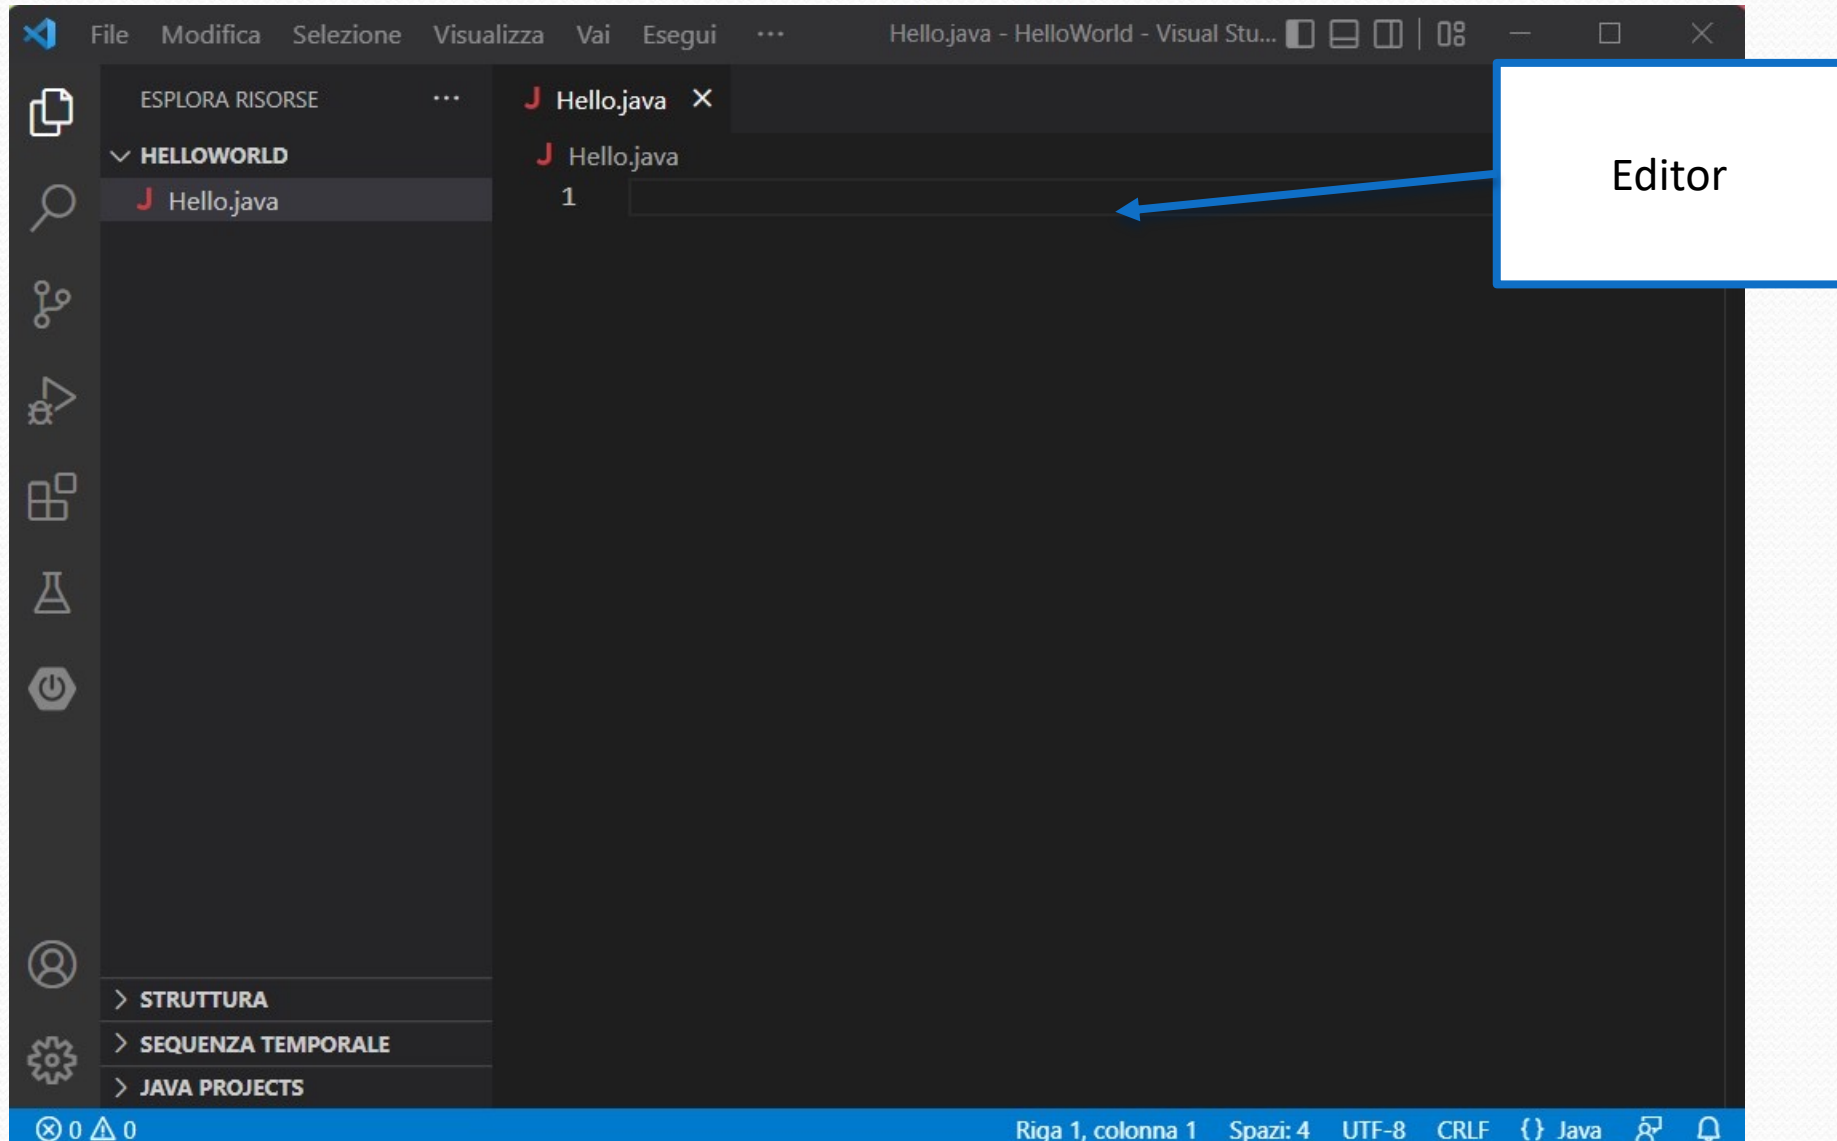 File Modifica Selezione Visualizza Vai Esegui ··· Hello.java - HelloWorld - Visual Stu...
ESPLORA RISORSE ···
HELLOWORLD
J Hello.java
J Hello.java
J Hello.java
1
Editor
STRUTTURA
SEQUENZA TEMPORALE
JAVA PROJECTS
0 0 Riga 1, colonna 1 Spazi: 4 UTF-8 CRLF {} Java